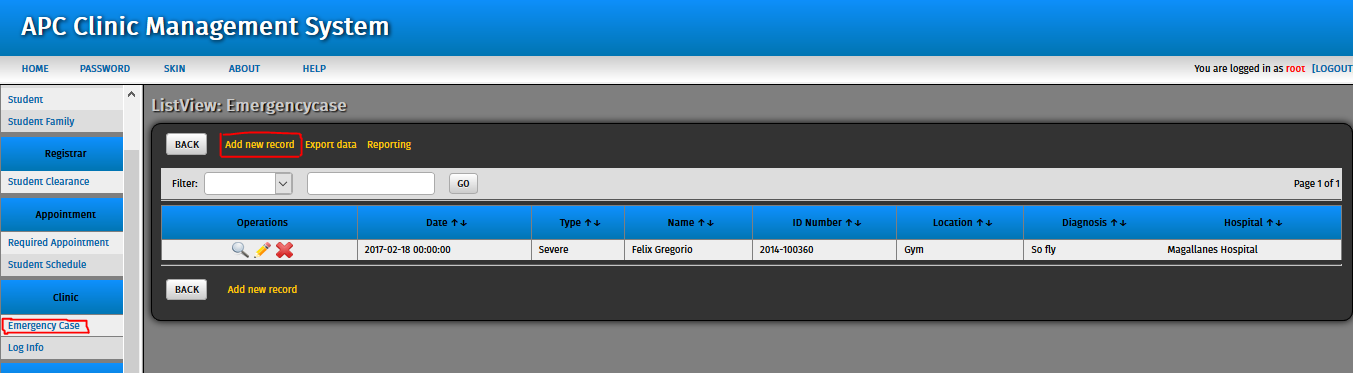 APC Clinic Management System
HOME PASSWORD SKIN ABOUT HELP You are logged in as root [LOGOUT
Student
Student Family
Registrar
Student Clearance
Appointment
Required Appointment
Student Schedule
Clinic
Emergency Case
Log Info
ListView: Emergencycase
BACK Add new record Export data Reporting
Filter: GO Page 1 of 1
Operations Date ↑↓ Type ↑↓ Name ↑↓ ID Number ↑↓ Location ↑↓ Diagnosis ↑↓ Hospital ↑↓
2017-02-18 00:00:00 Severe Felix Gregorio 2014-100360 Gym So fly Magallanes Hospital
BACK Add new record